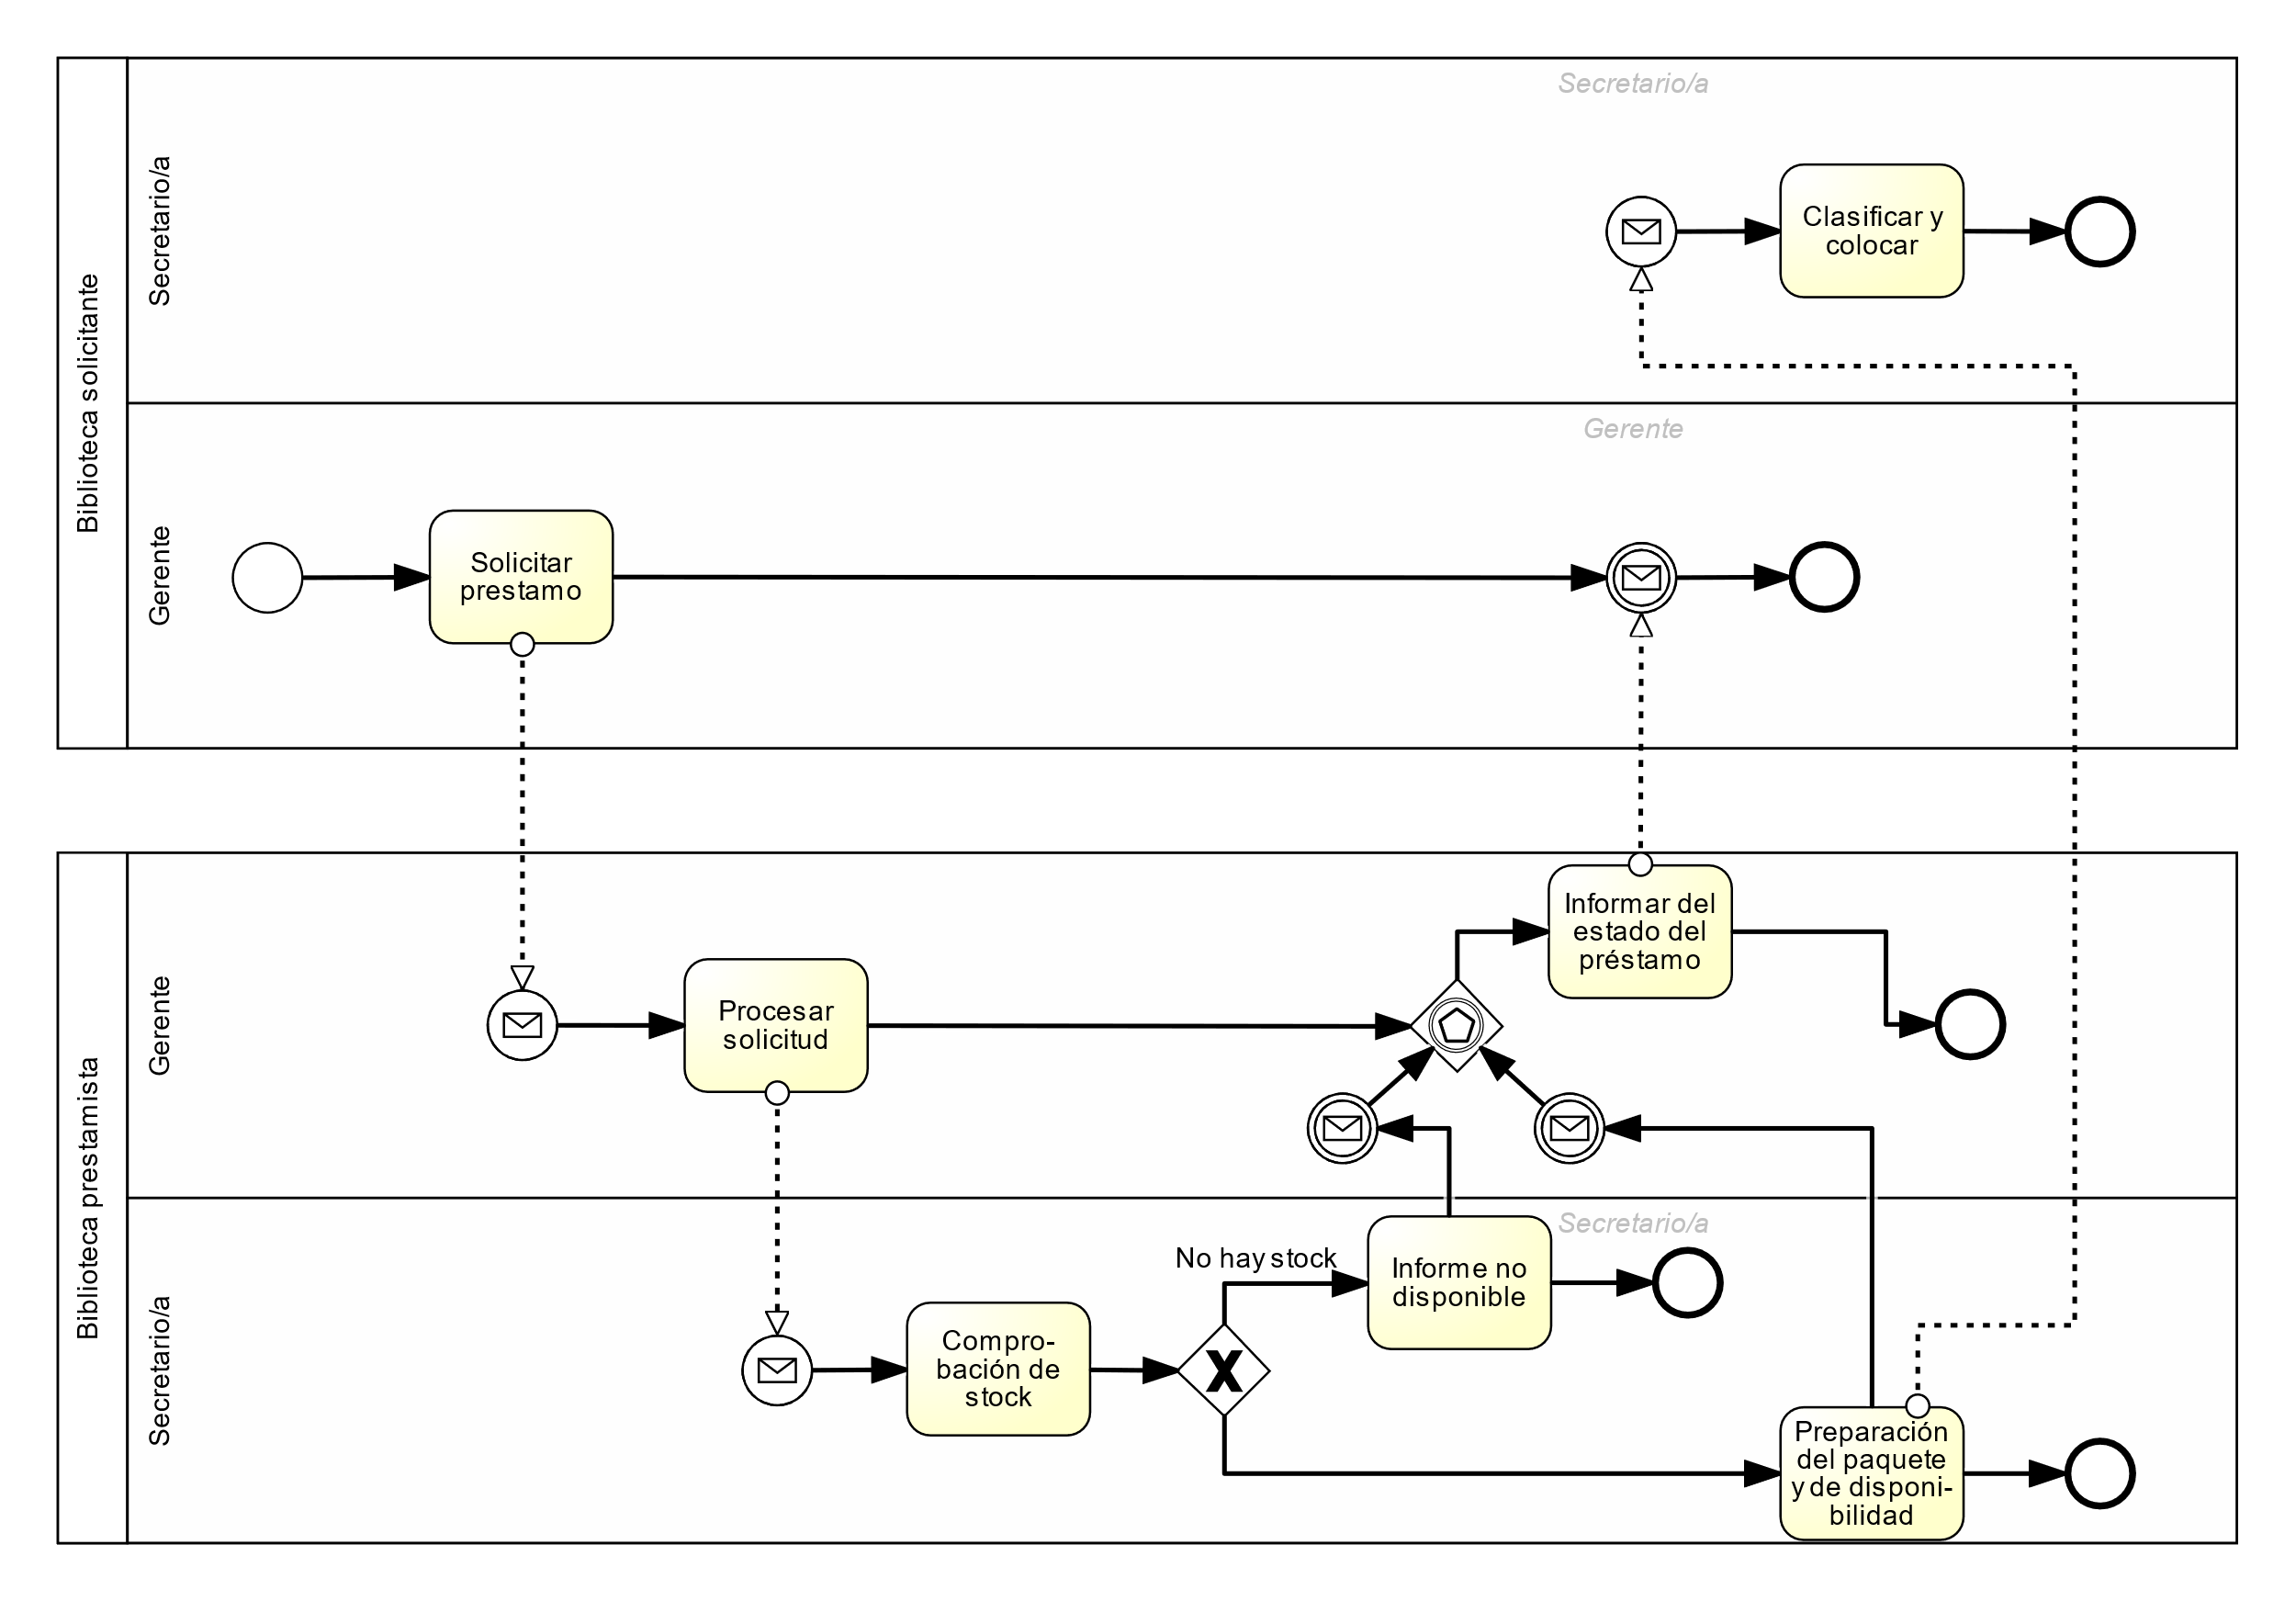 Biblioteca solicitante
Secretario/a
Secretario/a
Clasificar y
colocar
Gerente
Gerente
Solicitar
prestamo
Biblioteca prestamista
Gerente
Procesar
solicitud
Informar del
estado del
préstamo
Secretario/a
Secretario/a
Compro-
bación de
stock
No hay stock
Informe no
disponible
Preparación
del paquete
y de disponi-
bilidad